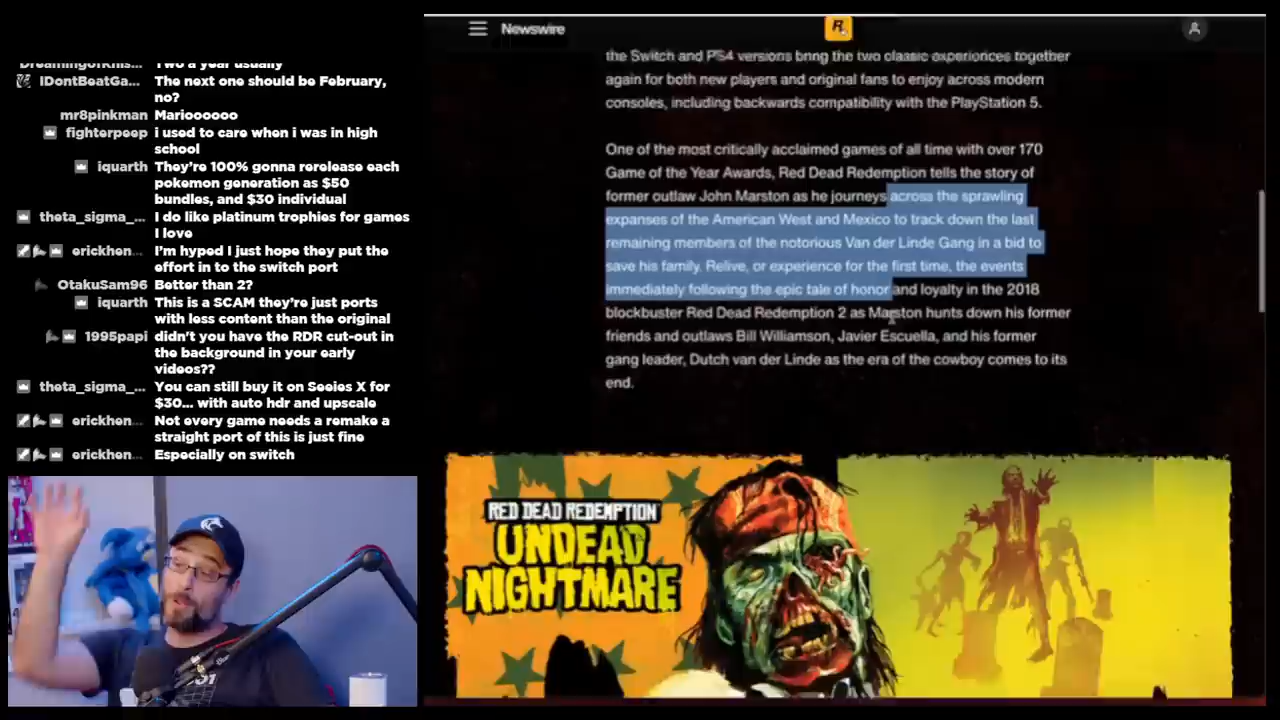 Two a year usually
IDontBeatGa... The next one should be February,
no?
mr8pinkman Marioooooo
fighterpeep i used to care when i was in high
school
iquarth They're 100% gonna rerelease each
pokemon generation as $50
bundles, and $30 individual
theta_sigma_... I do like platinum trophies for games
I love
erickhen... I'm hyped I just hope they put the
effort in to the switch port
OtakuSam96 Better than 2?
iquarth This is a SCAM they're just ports
with less content than the original
1995papi didn't you have the RDR cut-out in
the background in your early
videos??
theta_sigma_... You can still buy it on Seeies X for
$30... with auto hdr and upscale
erickhen... Not every game needs a remake a
straight port of this is just fine
erickhen... Especially on switch
Newswire
R
the Switch and PS4 versions bring the two classic experiences together
again for both new players and original fans to enjoy across modern
consoles, including backwards compatibility with the PlayStation 5.
One of the most critically acclaimed games of all time with over 170
Game of the Year Awards, Red Dead Redemption tells the story of
former outlaw John Marston as he journeys across the sprawling
expanses of the American West and Mexico to track down the last
remaining members of the notorious Van der Linde Gang in a bid to
save his family. Relive, or experience for the first time, the events
immediately following the epic tale of honor and loyalty in the 2018
blockbuster Red Dead Redemption 2 as Marston hunts down his former
friends and outlaws Bill Williamson, Javier Escuella, and his former
gang leader, Dutch van der Linde as the era of the cowboy comes to its
end.
RED DEAD REDEMPTION
UNDEAD
NIGHTMARE